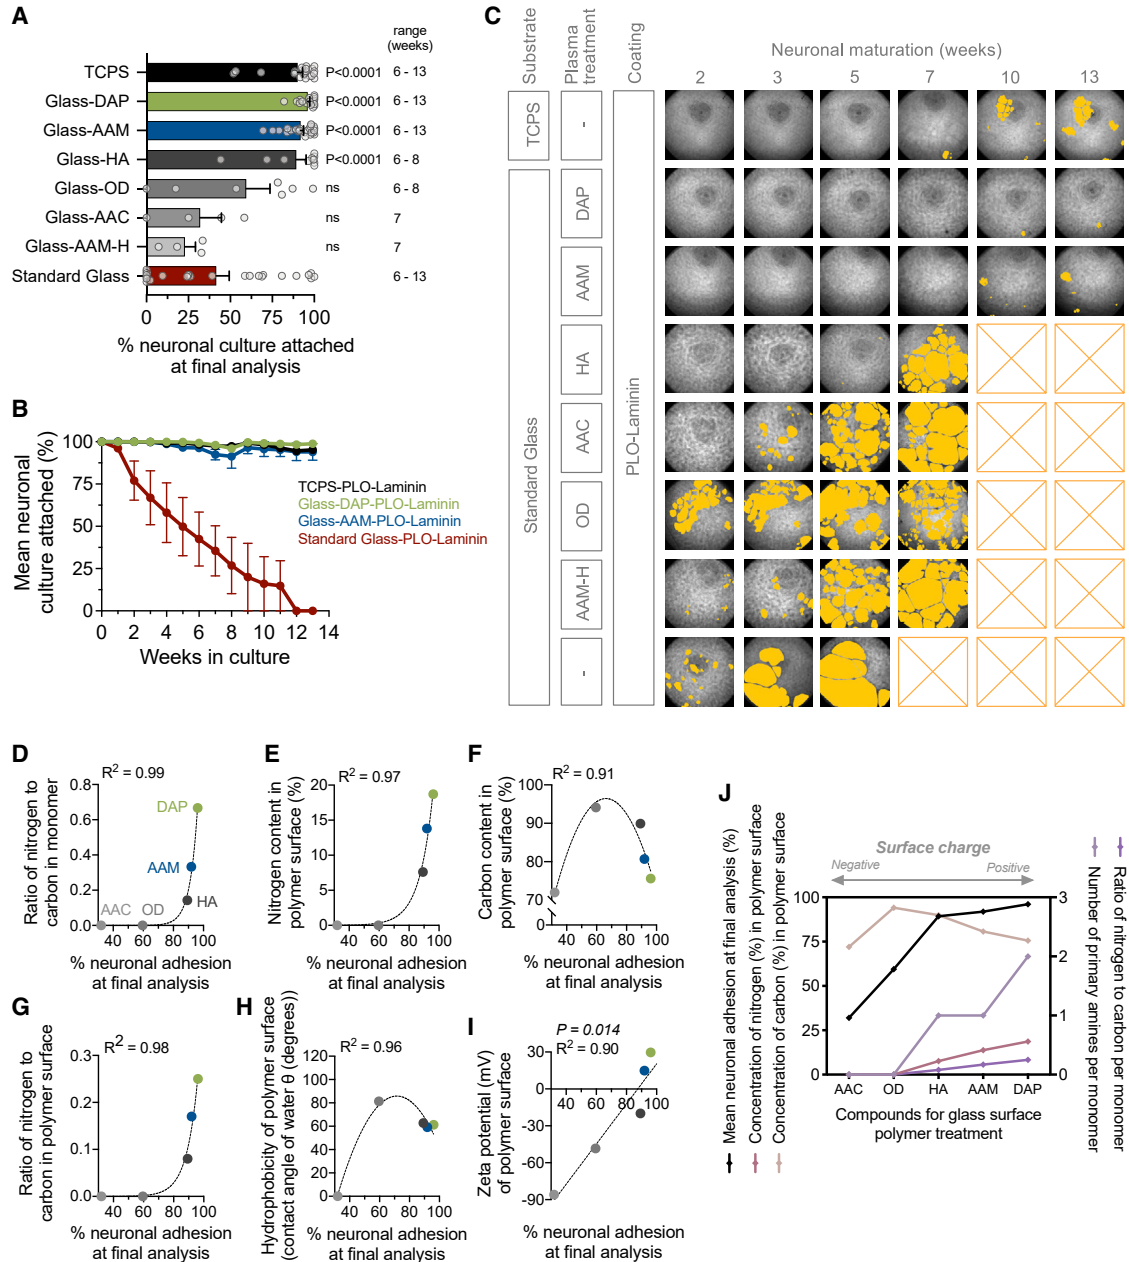 A
range
(weeks)
TCPS P<0.0001 6 - 13
Glass-DAP P<0.0001 6 - 13
Glass-AAM P<0.0001 6 - 13
Glass-HA P<0.0001 6 - 8
Glass-OD ns 6 - 8
Glass-AAC ns 7
Glass-AAM-H ns 7
Standard Glass 6 - 13
0 25 50 75 100
% neuronal culture attached
at final analysis
B
Mean neuronal
culture attached (%)
100
75
50
25
0
TCPS-PLO-Laminin
Glass-DAP-PLO-Laminin
Glass-AAM-PLO-Laminin
Standard Glass-PLO-Laminin
0 2 4 6 8 10 12 14
Weeks in culture
C
Substrate
Plasma
treatment
Coating
Neuronal maturation (weeks)
2 3 5 7 10 13
TCPS
-
Standard Glass
DAP
AAM
HA
AAC
OD
AAM-H
-
PLO-Laminin
D
R2 = 0.99
Ratio of nitrogen to
carbon in monomer
0.8
0.6
0.4
0.2
0.0
DAP
AAM
HA
AAC OD
40 60 80 100
% neuronal adhesion
at final analysis
E
R2 = 0.97
Nitrogen content in
polymer surface (%)
20
15
10
5
0
40 60 80 100
% neuronal adhesion
at final analysis
F
R2 = 0.91
Carbon content in
polymer surface (%)
100
90
80
70
0
40 60 80 100
% neuronal adhesion
at final analysis
G
R2 = 0.98
Ratio of nitrogen to
carbon in polymer surface
0.3
0.2
0.1
0.0
40 60 80 100
% neuronal adhesion
at final analysis
H
R2 = 0.96
Hydrophobicity of polymer surface
(contact angle of water θ (degrees))
120
100
80
60
40
20
0
40 60 80 100
% neuronal adhesion
at final analysis
I
P = 0.014
R2 = 0.90
Zeta potential (mV)
of polymer surface
30
0
-30
-60
-90
40 60 80 100
% neuronal adhesion
at final analysis
J
Surface charge
Negative Positive
Mean neuronal adhesion at final analysis (%)
Concentration of nitrogen (%) in polymer surface
Concentration of carbon (%) in polymer surface
100
75
50
25
0
3
2
1
0
AAC OD HA AAM DAP
Compounds for glass surface
polymer treatment
Number of primary amines per monomer
Ratio of nitrogen to carbon per monomer